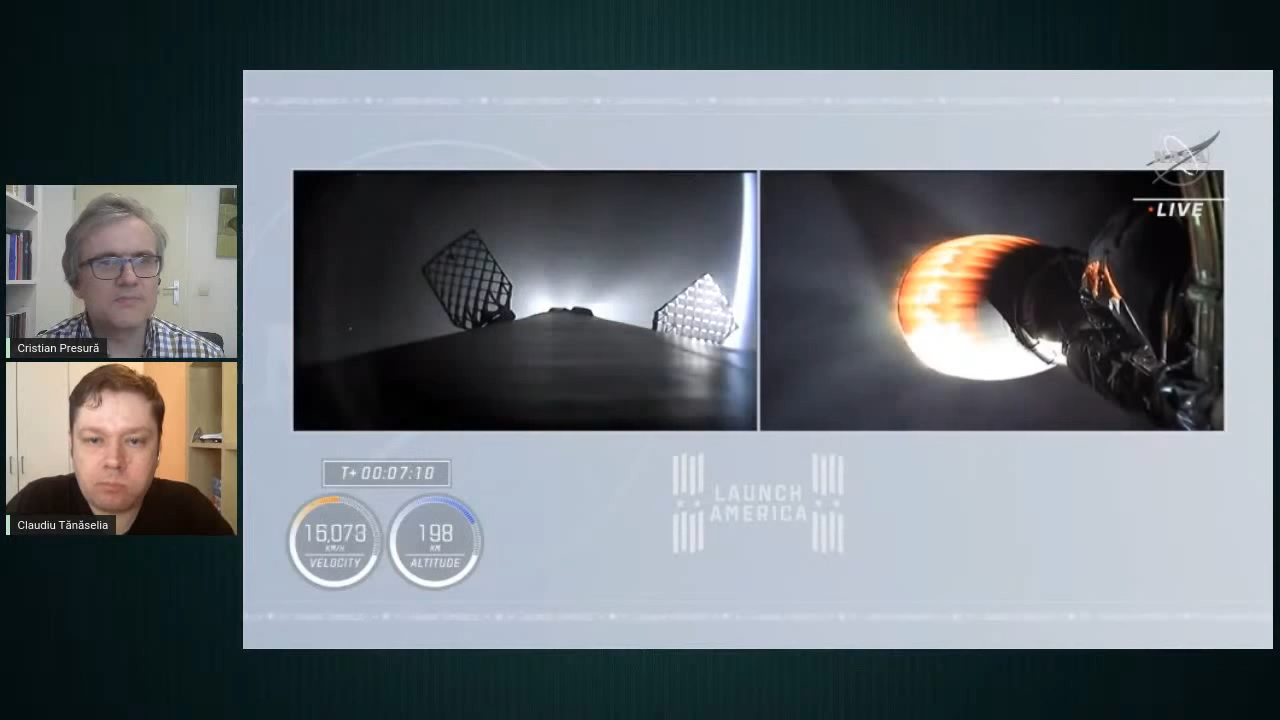 Cristian Presură
Claudiu Tănăselia
LIVE
T+ 00:07:10
15,073
KM/H
VELOCITY
198
KM
ALTITUDE
LAUNCH
AMERICA